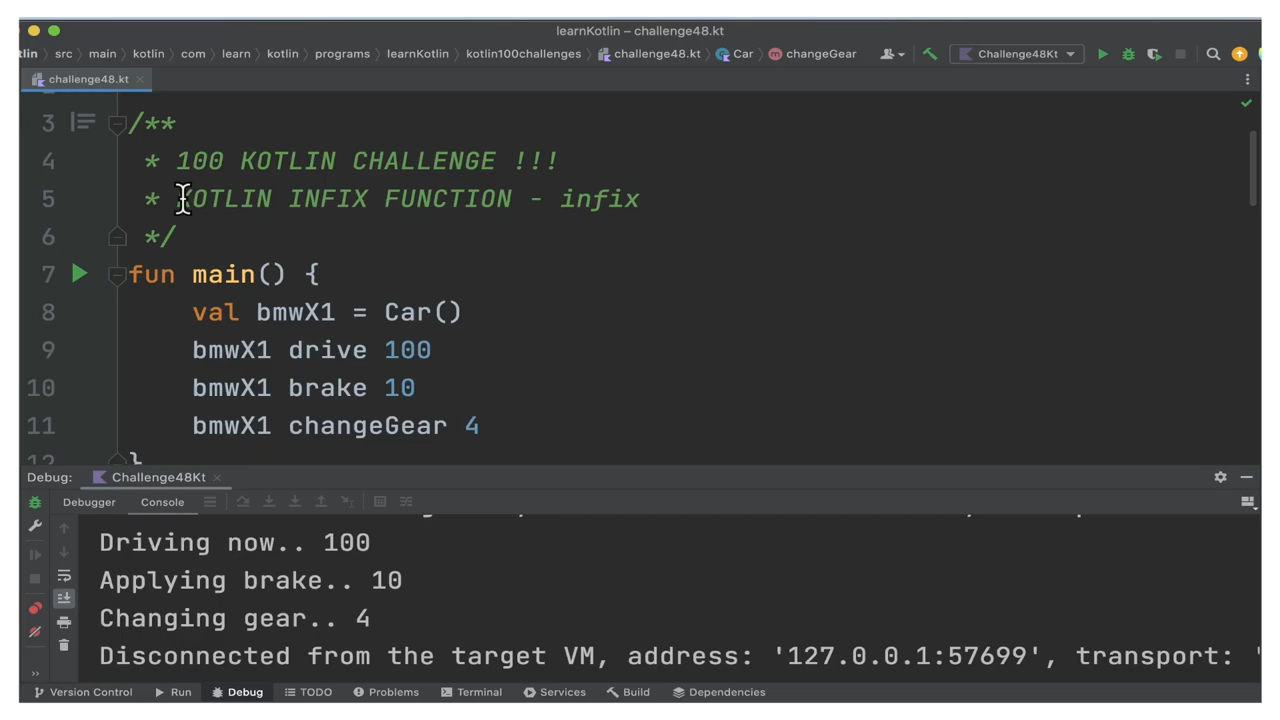 learnKotlin – challenge48.kt
tlin src main kotlin com learn kotlin programs learnKotlin kotlin100challenges challenge48.kt Car changeGear Challenge48Kt
challenge48.kt
3 /**
4 * 100 KOTLIN CHALLENGE !!!
5 * KOTLIN INFIX FUNCTION - infix
6 */
7 fun main() {
8 val bmwX1 = Car()
9 bmwX1 drive 100
10 bmwX1 brake 10
11 bmwX1 changeGear 4
12 }
Debug: Challenge48Kt
Debugger Console
Driving now.. 100
Applying brake.. 10
Changing gear.. 4
Disconnected from the target VM, address: '127.0.0.1:57699', transport: '
Version Control Run Debug TODO Problems Terminal Services Build Dependencies